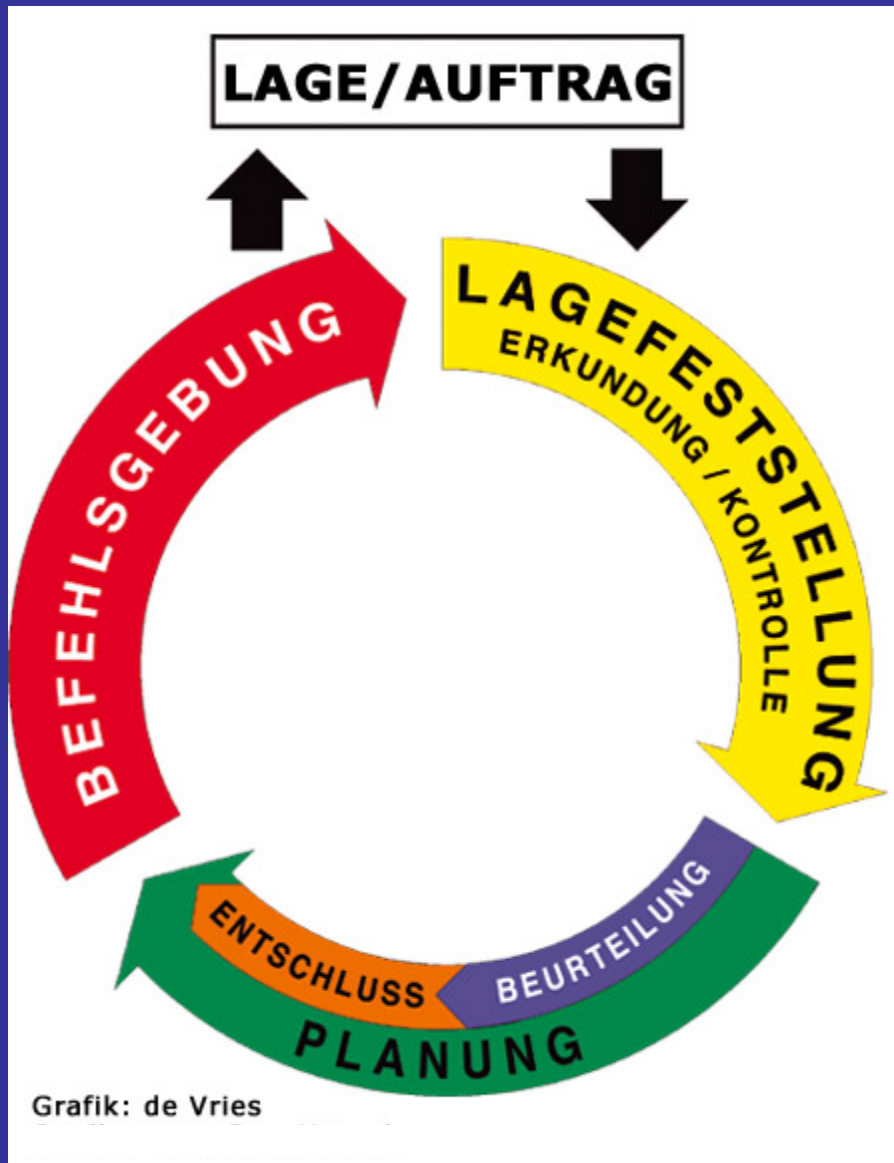 LAGE/AUFTRAG
LAGEFESTSTELLUNG
ERKUNDUNG / KONTROLLE
BEURTEILUNG
ENTSCHLUSS
PLANUNG
BEFEHLSGEBUNG
Grafik: de Vries